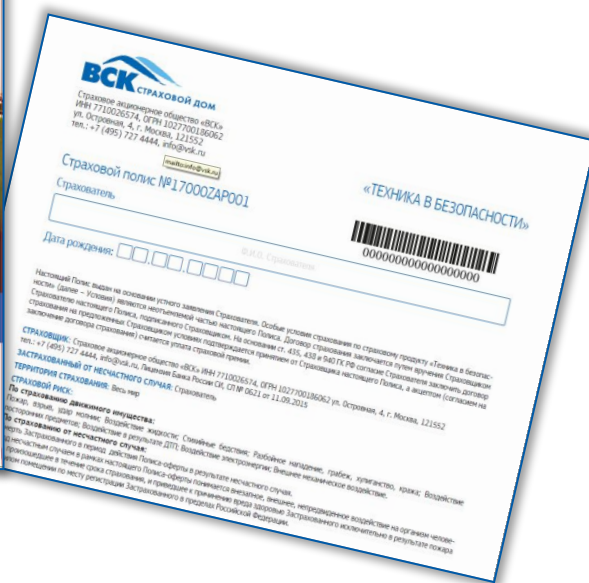 ВСК СТРАХОВОЙ ДОМ
Страховое акционерное общество «ВСК»
ИНН 7710026574, ОГРН 1027700186062
ул. Островная, 4, г. Москва, 121552
тел.: +7 (495) 727 4444, info@vsk.ru
mailto:info@vsk.ru
Страховой полис №17000ZAP001
«ТЕХНИКА В БЕЗОПАСНОСТИ»
Страхователь
Ф.И.О. Страхователя
000000000000000000
Дата рождения:
Настоящий Полис выдан на основании устного заявления Страхователя. Особые условия страхования по страховому продукту «Техника в безопас-
ности» (далее – Условия) являются неотъемлемой частью настоящего Полиса. Договор страхования заключается путем вручения Страховщиком
Страхователю настоящего Полиса, подписанного Страховщиком. На основании ст. 435, 438 и 940 ГК РФ согласие Страхователя заключить договор
страхования на предложенных Страховщиком условиях подтверждается принятием от Страховщика настоящего Полиса, а акцептом (согласием на
заключение договора страхования) считается уплата страховой премии.
СТРАХОВЩИК: Страховое акционерное общество «ВСК» ИНН 7710026574, ОГРН 1027700186062 ул. Островная, 4, г. Москва, 121552
тел.: +7 (495) 727 4444, info@vsk.ru, Лицензия Банка России СИ, СЛ № 0621 от 11.09.2015
ЗАСТРАХОВАННЫЙ ОТ НЕСЧАСТНОГО СЛУЧАЯ: Страхователь
ТЕРРИТОРИЯ СТРАХОВАНИЯ: Весь мир
СТРАХОВОЙ РИСК:
По страхованию движимого имущества:
Пожар, взрыв, удар молнии; Воздействие жидкости; Стихийные бедствия; Разбойное нападение, грабеж, хулиганство, кража; Воздействие
посторонних предметов; Воздействие в результате ДТП; Воздействие электроэнергии; Внешнее механическое воздействие.
По страхованию от несчастного случая:
Смерть Застрахованного в период действия Полиса-оферты в результате несчастного случая.
Под несчастным случаем в рамках настоящего Полиса-оферты понимается внезапное, внешнее, непредвиденное воздействие на организм челове-
произошедшее в течение срока страхования, и приведшее к причинению вреда здоровью Застрахованного исключительно в результате пожара
помещении по месту регистрации Застрахованного в пределах Российской Федерации.